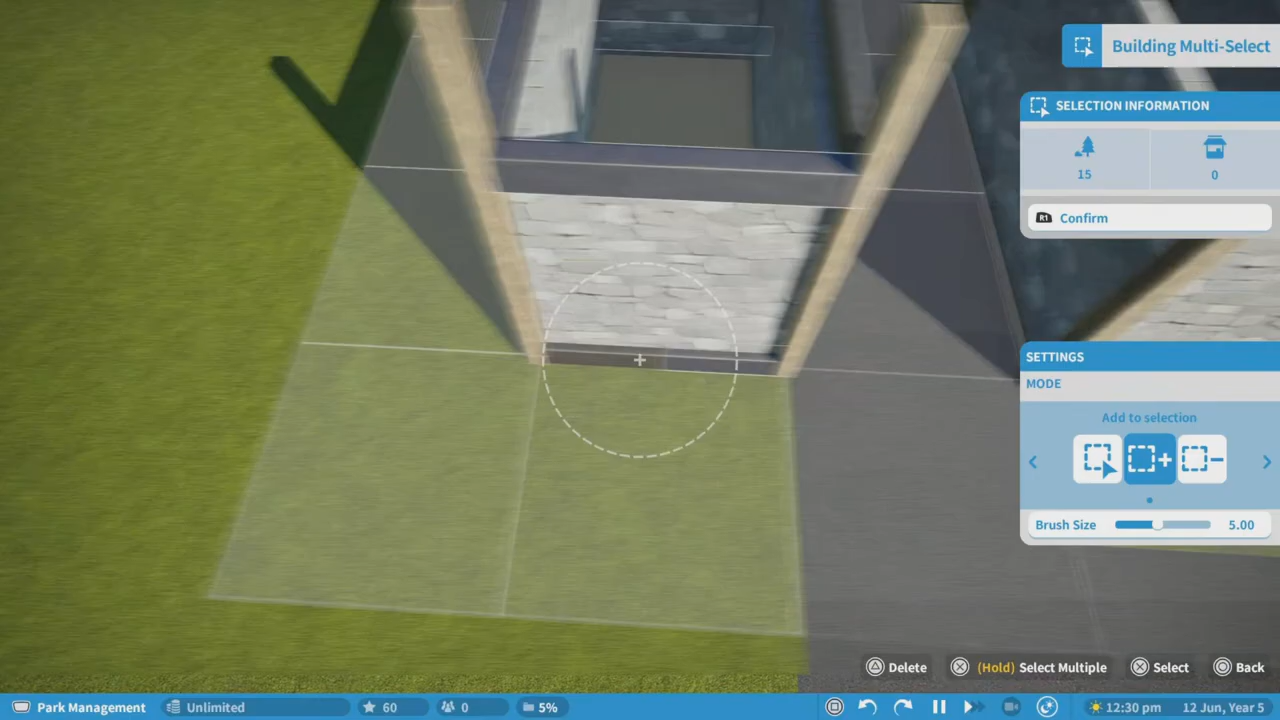 Building Multi-Select
SELECTION INFORMATION
15
0
R1 Confirm
SETTINGS
MODE
Add to selection
Brush Size 5.00
Delete (Hold) Select Multiple Select Back
Park Management Unlimited 60 0 5% 12:30 pm 12 Jun, Year 5